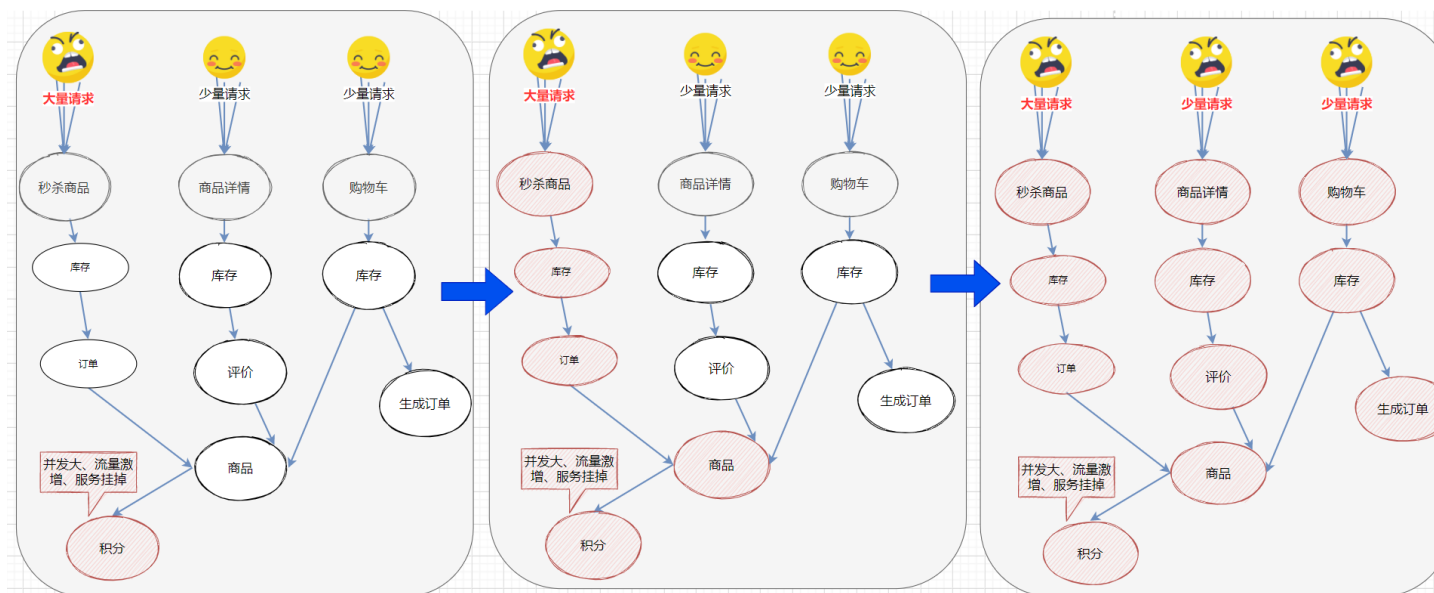 大量请求
少量请求
少量请求
秒杀商品
商品详情
购物车
库存
库存
库存
订单
评价
生成订单
商品
并发大、流量激
增、服务挂掉
积分
大量请求
少量请求
少量请求
秒杀商品
商品详情
购物车
库存
库存
库存
订单
评价
生成订单
商品
并发大、流量激
增、服务挂掉
积分
大量请求
少量请求
少量请求
秒杀商品
商品详情
购物车
库存
库存
库存
订单
评价
生成订单
商品
并发大、流量激
增、服务挂掉
积分